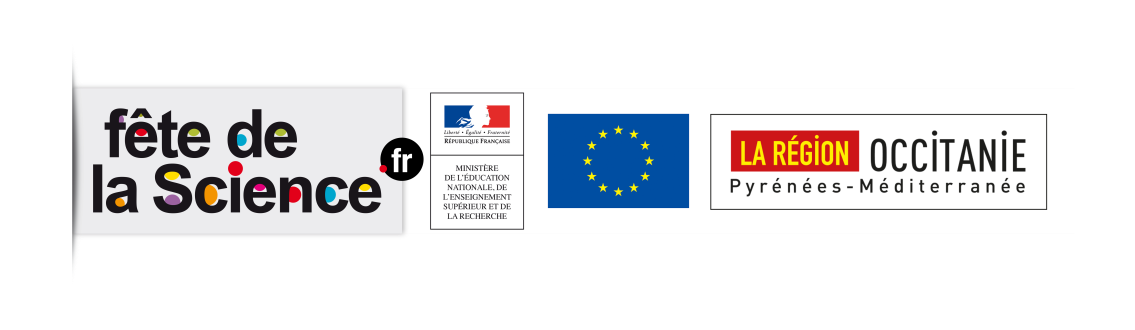 fête de
la Science
.fr
Liberté • Égalité • Fraternité
RÉPUBLIQUE FRANÇAISE
MINISTÈRE
DE L'ÉDUCATION
NATIONALE, DE
L'ENSEIGNEMENT
SUPÉRIEUR ET DE
LA RECHERCHE
LA RÉGION OCCITANIE
Pyrénées-Méditerranée